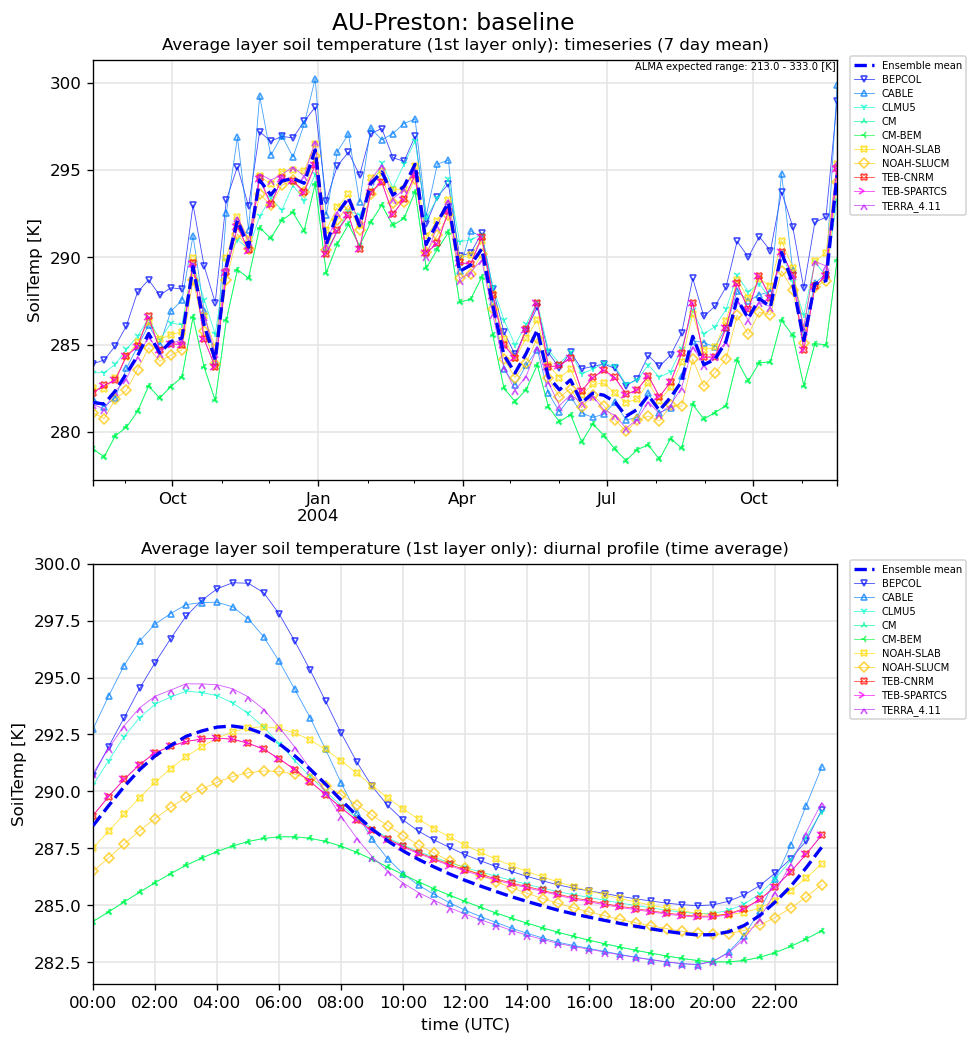 AU-Preston: baseline
Average layer soil temperature (1st layer only): timeseries (7 day mean)
ALMA expected range: 213.0 - 333.0 [K]
SoilTemp [K]
300
295
290
285
280
Oct
Jan
2004
Apr
Jul
Oct
Ensemble mean
BEPCOL
CABLE
CLMU5
CM
CM-BEM
NOAH-SLAB
NOAH-SLUCM
TEB-CNRM
TEB-SPARTCS
TERRA_4.11
Average layer soil temperature (1st layer only): diurnal profile (time average)
SoilTemp [K]
300.0
297.5
295.0
292.5
290.0
287.5
285.0
282.5
00:00
02:00
04:00
06:00
08:00
10:00
12:00
14:00
16:00
18:00
20:00
22:00
time (UTC)
Ensemble mean
BEPCOL
CABLE
CLMU5
CM
CM-BEM
NOAH-SLAB
NOAH-SLUCM
TEB-CNRM
TEB-SPARTCS
TERRA_4.11